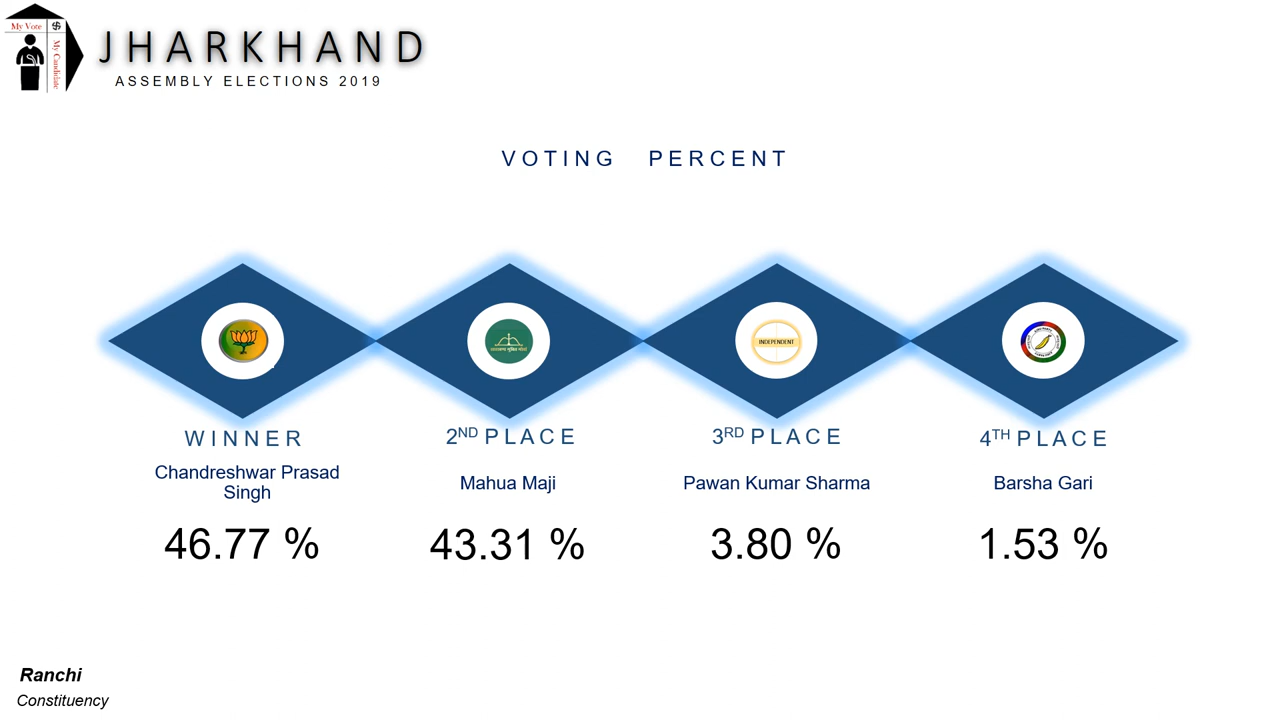 My Vote
My Candidate
JHARKHAND
ASSEMBLY ELECTIONS 2019
VOTING PERCENT
INDEPENDENT
WINNER
2ND PLACE
3RD PLACE
4TH PLACE
Chandreshwar Prasad
Singh
Mahua Maji
Pawan Kumar Sharma
Barsha Gari
46.77 %
43.31 %
3.80 %
1.53 %
Ranchi
Constituency